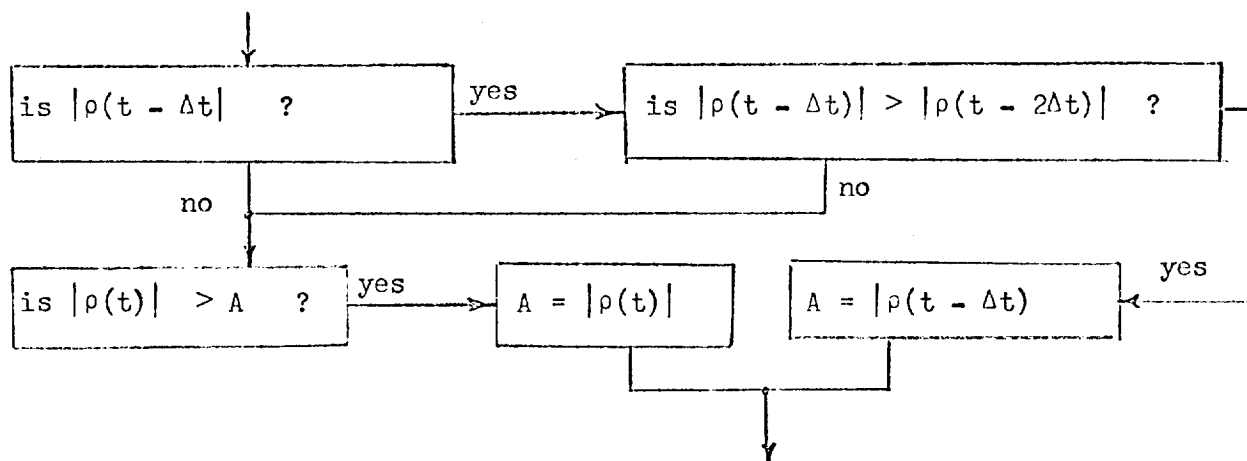 is |ρ(t - Δt|   ?
yes
is |ρ(t - Δt)| > |ρ(t - 2Δt)|  ?
no
no
is |ρ(t)|  > A   ?
yes
A = |ρ(t)|
A = |ρ(t - Δt)
yes